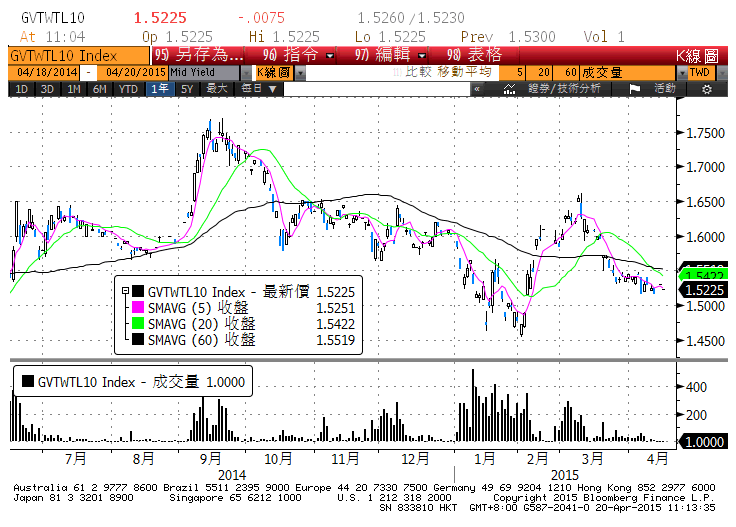 GVTWTL10 1.5225 -.0075 1.5260/1.5230
At 11:04 Op 1.5225 Hi 1.5225 Lo 1.5225 Prev 1.5300 Vol 1
GVTWTL10 Index 95) 另存為... 96) 指令 97) 編輯 98) 表格 K線圖
04/18/2014 - 04/20/2015 Mid Yield K線圖 比較 移動平均 5 20 60 成交量 TWD
1D 3D 1M 6M YTD 1年 5Y 最大 每日 ▼ « 證券/技術分析 活動
1.7500
1.7000
1.6500
1.6000
1.5422
1.5225
1.5000
1.4500
GVTWTL10 Index - 最新價 1.5225
SMAVG (5) 收盤 1.5251
SMAVG (20) 收盤 1.5422
SMAVG (60) 收盤 1.5519
GVTWTL10 Index - 成交量 1.0000
400
200
1.0000
7月 8月 9月 10月 11月 12月 1月 2月 3月 4月
2014 2015
Australia 61 2 9777 8600 Brazil 5511 2395 9000 Europe 44 20 7330 7500 Germany 49 69 9204 1210 Hong Kong 852 2977 6000
Japan 81 3 3201 8900 Singapore 65 6212 1000 U.S. 1 212 318 2000 Copyright 2015 Bloomberg Finance L.P.
SN 833810 HKT GMT+8:00 G587-2041-0 20-Apr-2015 11:13:35